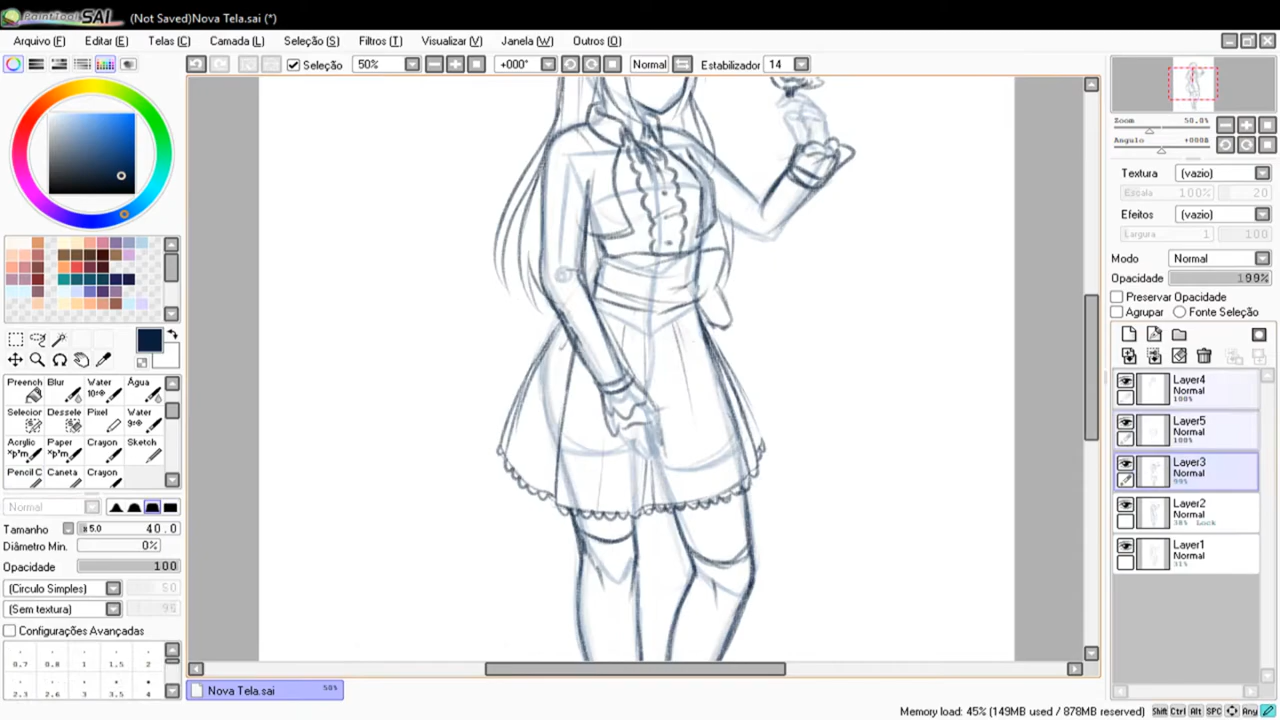 PaintTool SAI (Not Saved)Nova Tela.sai (*)
Arquivo (F) Editar (E) Telas (C) Camada (L) Seleção (S) Filtros (T) Visualizar (V) Janela (W) Outros (O)
Seleção 50% +000° Normal Estabilizador 14
Zoom 50.0%
Angulo +000°
Textura (vazio)
Escala 100% 20
Efeitos (vazio)
Largura 1 100
Modo Normal
Opacidade 99%
Preservar Opacidade
Agrupar Fonte Seleção
Layer4
Normal
100%
Layer5
Normal
100%
Layer3
Normal
99%
Layer2
Normal
38% Lock
Layer1
Normal
31%
Preench Blur Water Água
Selecior Dessele Pixel Water
Acrylic Paper Crayon Sketch
Pencil C Caneta Crayon
Normal
Tamanho x5.0 40.0
Diâmetro Min. 0%
Opacidade 100
(Circulo Simples) 50
(Sem textura) 95
Configurações Avançadas
0.7 0.8 1 1.5 2
2.3 2.6 3 3.5 4
Nova Tela.sai 50%
Memory load: 45% (149MB used / 878MB reserved) Shift Ctrl Alt SPC Any